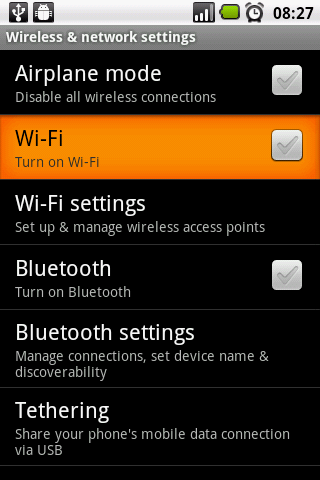 08:27
Wireless & network settings
Airplane mode
Disable all wireless connections
Wi-Fi
Turn on Wi-Fi
Wi-Fi settings
Set up & manage wireless access points
Bluetooth
Turn on Bluetooth
Bluetooth settings
Manage connections, set device name &
discoverability
Tethering
Share your phone's mobile data connection
via USB